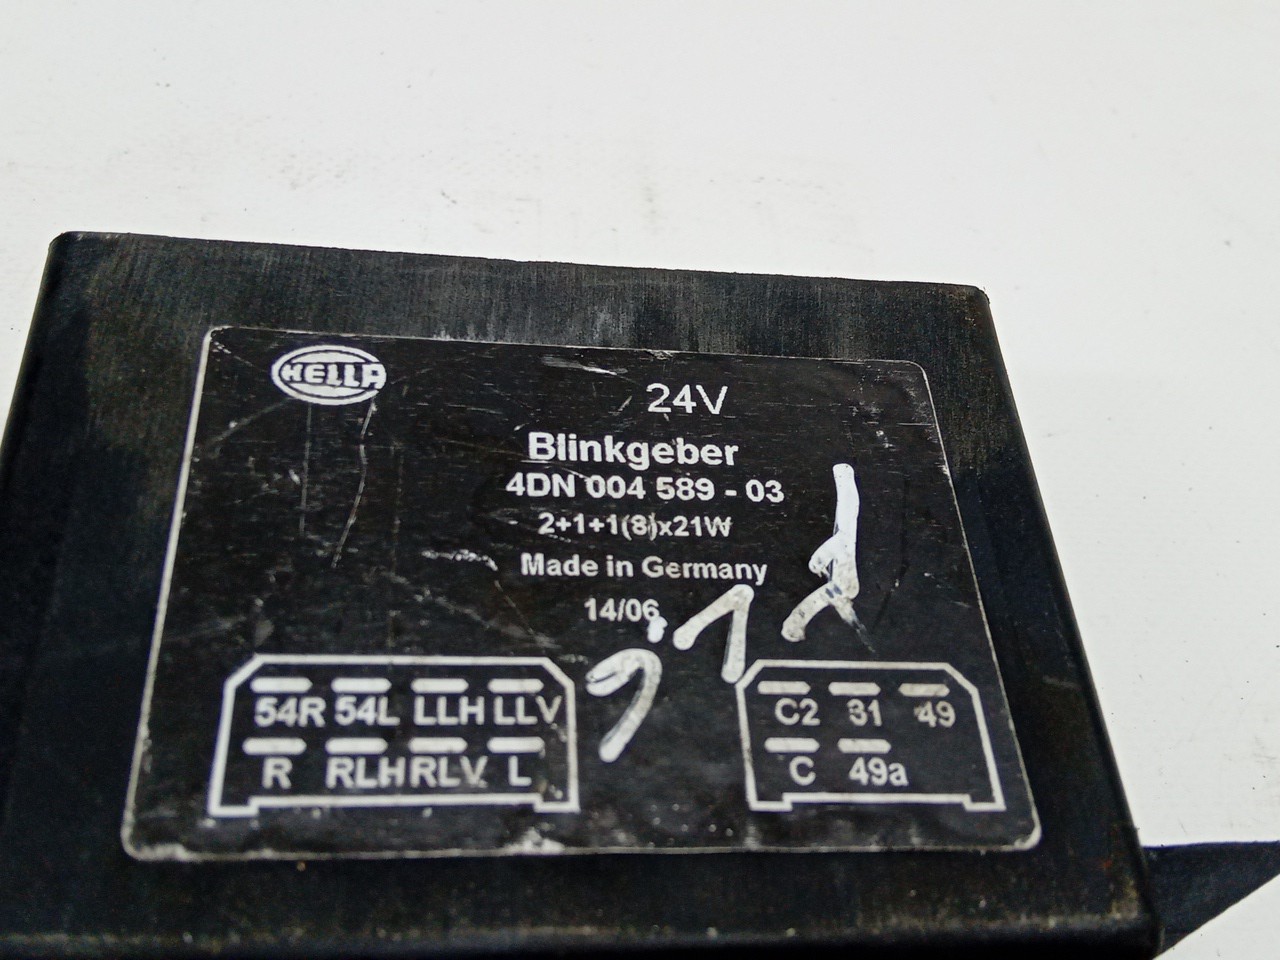 HELLA
24V
Blinkgeber
4DN 004 589 - 03
2+1+1(8)x21W
Made in Germany
14/06
54R 54L LLH LLV
R RLH RLV L
C2 31 49
C 49a